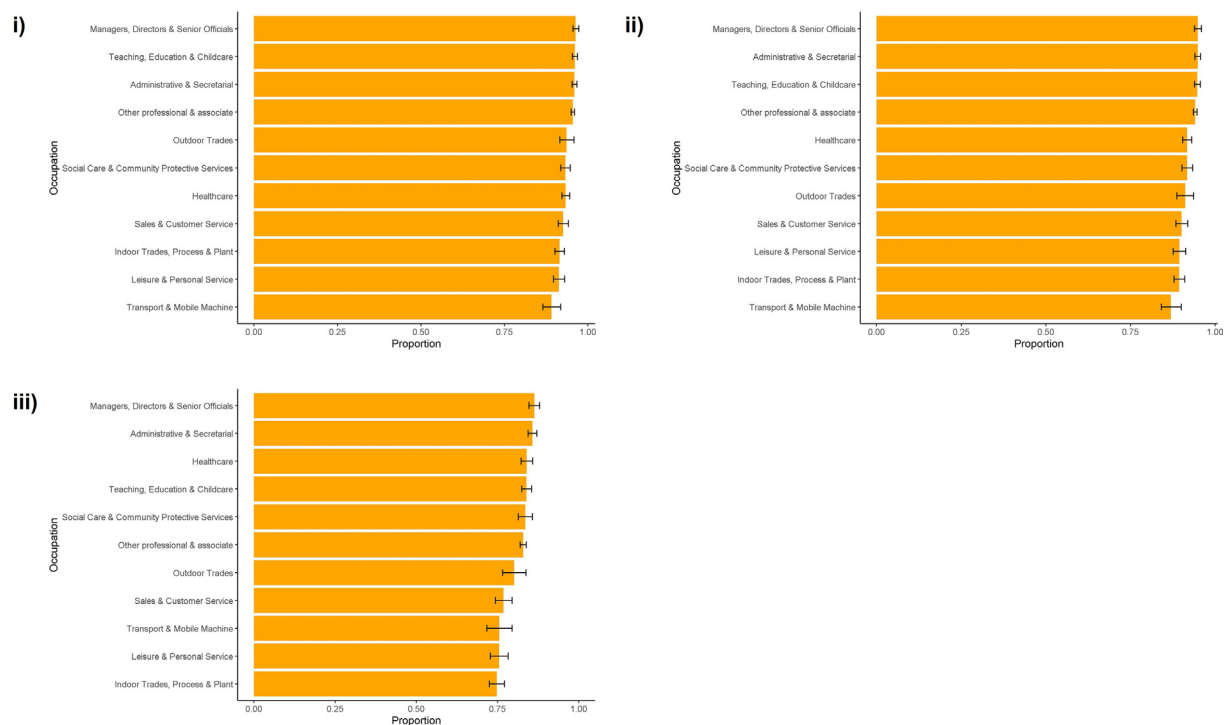 i)
Occupation
Managers, Directors & Senior Officials
Teaching, Education & Childcare
Administrative & Secretarial
Other professional & associate
Outdoor Trades
Social Care & Community Protective Services
Healthcare
Sales & Customer Service
Indoor Trades, Process & Plant
Leisure & Personal Service
Transport & Mobile Machine
0.00 0.25 0.50 0.75 1.00
Proportion
ii)
Occupation
Managers, Directors & Senior Officials
Administrative & Secretarial
Teaching, Education & Childcare
Other professional & associate
Healthcare
Social Care & Community Protective Services
Outdoor Trades
Sales & Customer Service
Leisure & Personal Service
Indoor Trades, Process & Plant
Transport & Mobile Machine
0.00 0.25 0.50 0.75 1.00
Proportion
iii)
Occupation
Managers, Directors & Senior Officials
Administrative & Secretarial
Healthcare
Teaching, Education & Childcare
Social Care & Community Protective Services
Other professional & associate
Outdoor Trades
Sales & Customer Service
Transport & Mobile Machine
Leisure & Personal Service
Indoor Trades, Process & Plant
0.00 0.25 0.50 0.75 1.00
Proportion